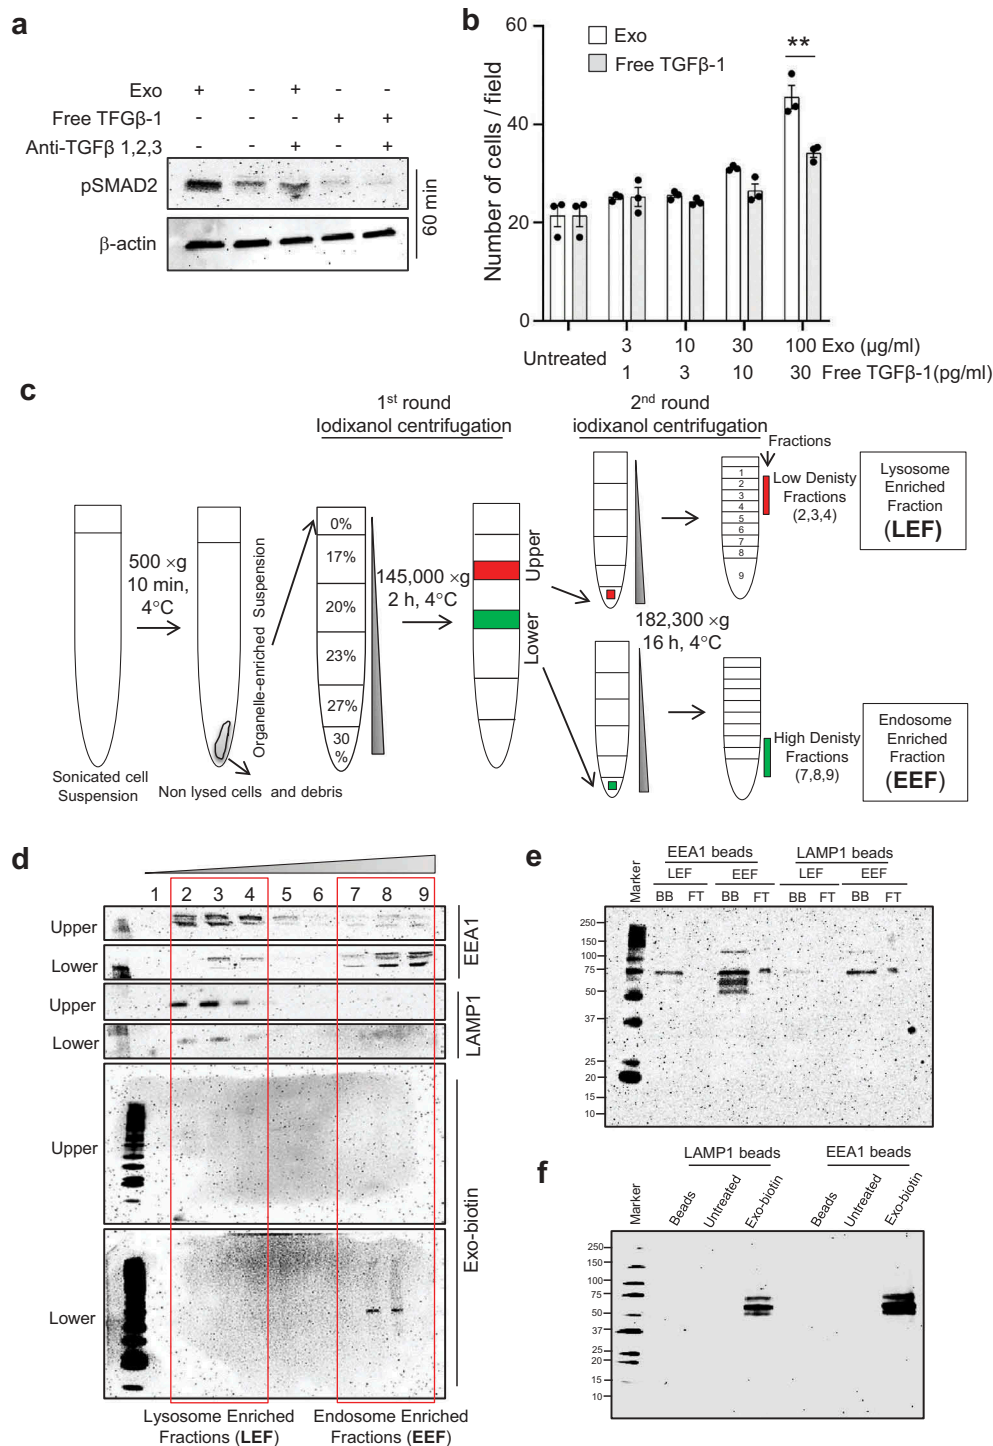 a
Exo + - + - -
Free TFGβ-1 - - - + +
Anti-TGFβ 1,2,3 - - + - +
pSMAD2
β-actin
60 min
b
Number of cells / field
60
40
20
0
Exo
Free TGFβ-1
**
Untreated
3 10 30 100 Exo (μg/ml)
1 3 10 30 Free TGFβ-1(pg/ml)
c
1st round
Iodixanol centrifugation
2nd round
iodixanol centrifugation
500 ×g
10 min,
4°C
Sonicated cell
Suspension
Non lysed cells and debris
Organelle-enriched Suspension
0%
17%
20%
23%
27%
30
%
145,000 ×g
2 h, 4°C
Upper
Lower
182,300 ×g
16 h, 4°C
Fractions
1
2
3
4
5
6
7
8
9
Low Denisty
Fractions
(2,3,4)
Lysosome
Enriched
Fraction
(LEF)
High Denisty
Fractions
(7,8,9)
Endosome
Enriched
Fraction
(EEF)
d
1 2 3 4 5 6 7 8 9
Upper
Lower
EEA1
Upper
Lower
LAMP1
Upper
Lower
Exo-biotin
Lysosome Enriched
Fractions (LEF)
Endosome Enriched
Fractions (EEF)
e
Marker
EEA1 beads LAMP1 beads
LEF EEF LEF EEF
BB FT BB FT BB FT BB FT
250
150
100
75
50
37
25
20
15
10
f
LAMP1 beads EEA1 beads
Marker
Beads
Untreated
Exo-biotin
Beads
Untreated
Exo-biotin
250
150
100
75
50
37
25
20
15
10